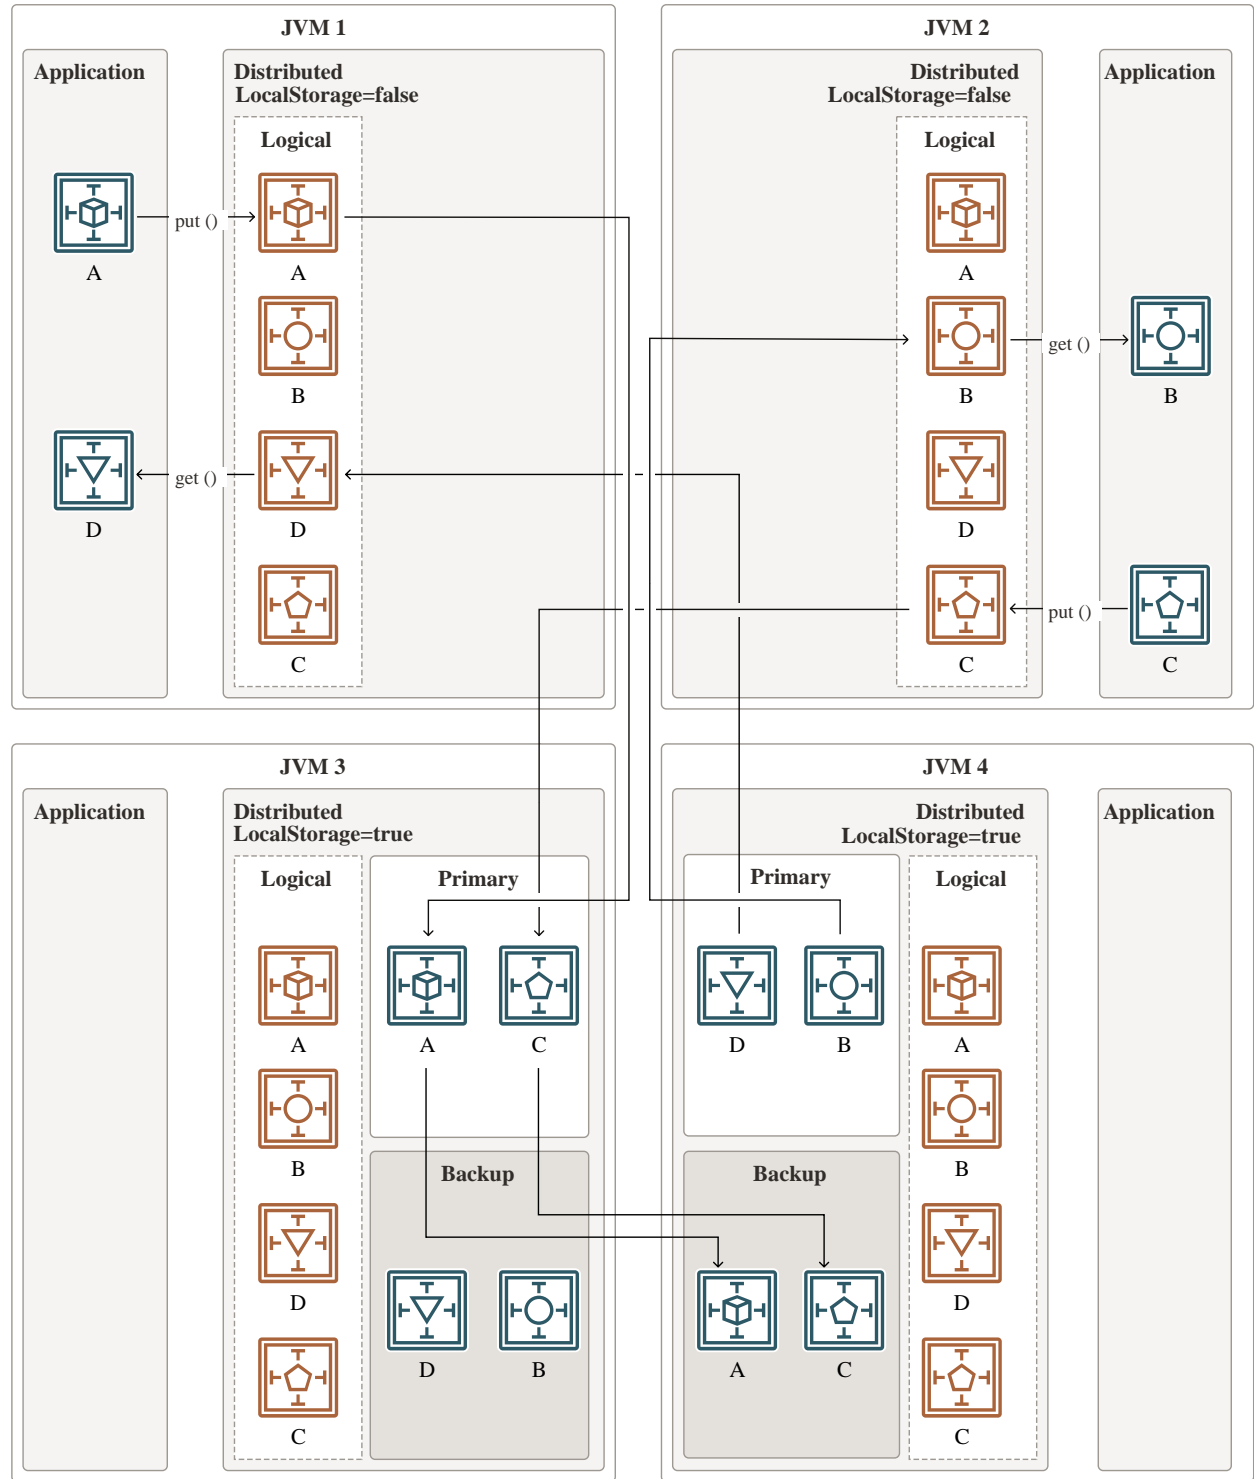 JVM 1
Application
Distributed
LocalStorage=false
Logical
put ()
A
A
B
get ()
D
D
C
JVM 2
Distributed
LocalStorage=false
Application
Logical
A
get ()
B
B
D
put ()
C
C
JVM 3
Application
Distributed
LocalStorage=true
Logical
Primary
A
A
C
B
Backup
D
D
B
C
JVM 4
Distributed
LocalStorage=true
Application
Primary
Logical
D
B
A
B
Backup
D
A
C
C